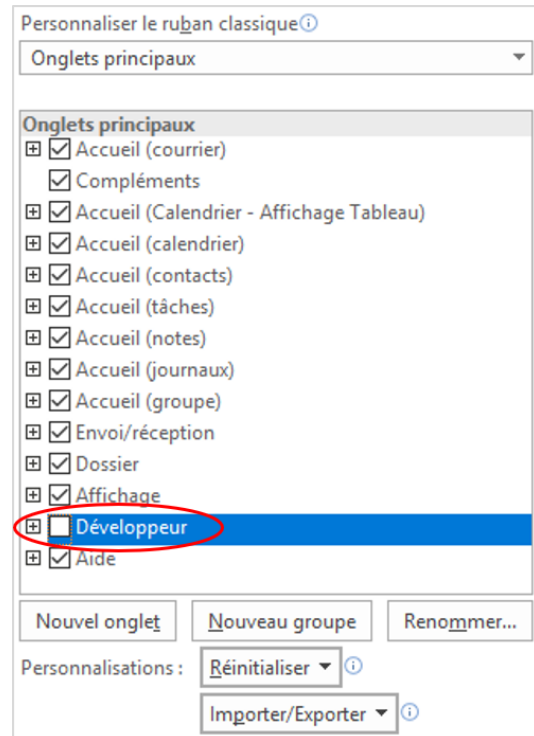 Personnaliser le ruban classique
Onglets principaux
Onglets principaux
Accueil (courrier)
Compléments
Accueil (Calendrier - Affichage Tableau)
Accueil (calendrier)
Accueil (contacts)
Accueil (tâches)
Accueil (notes)
Accueil (journaux)
Accueil (groupe)
Envoi/réception
Dossier
Affichage
Développeur
Aide
Nouvel onglet Nouveau groupe Renommer...
Personnalisations : Réinitialiser
Importer/Exporter